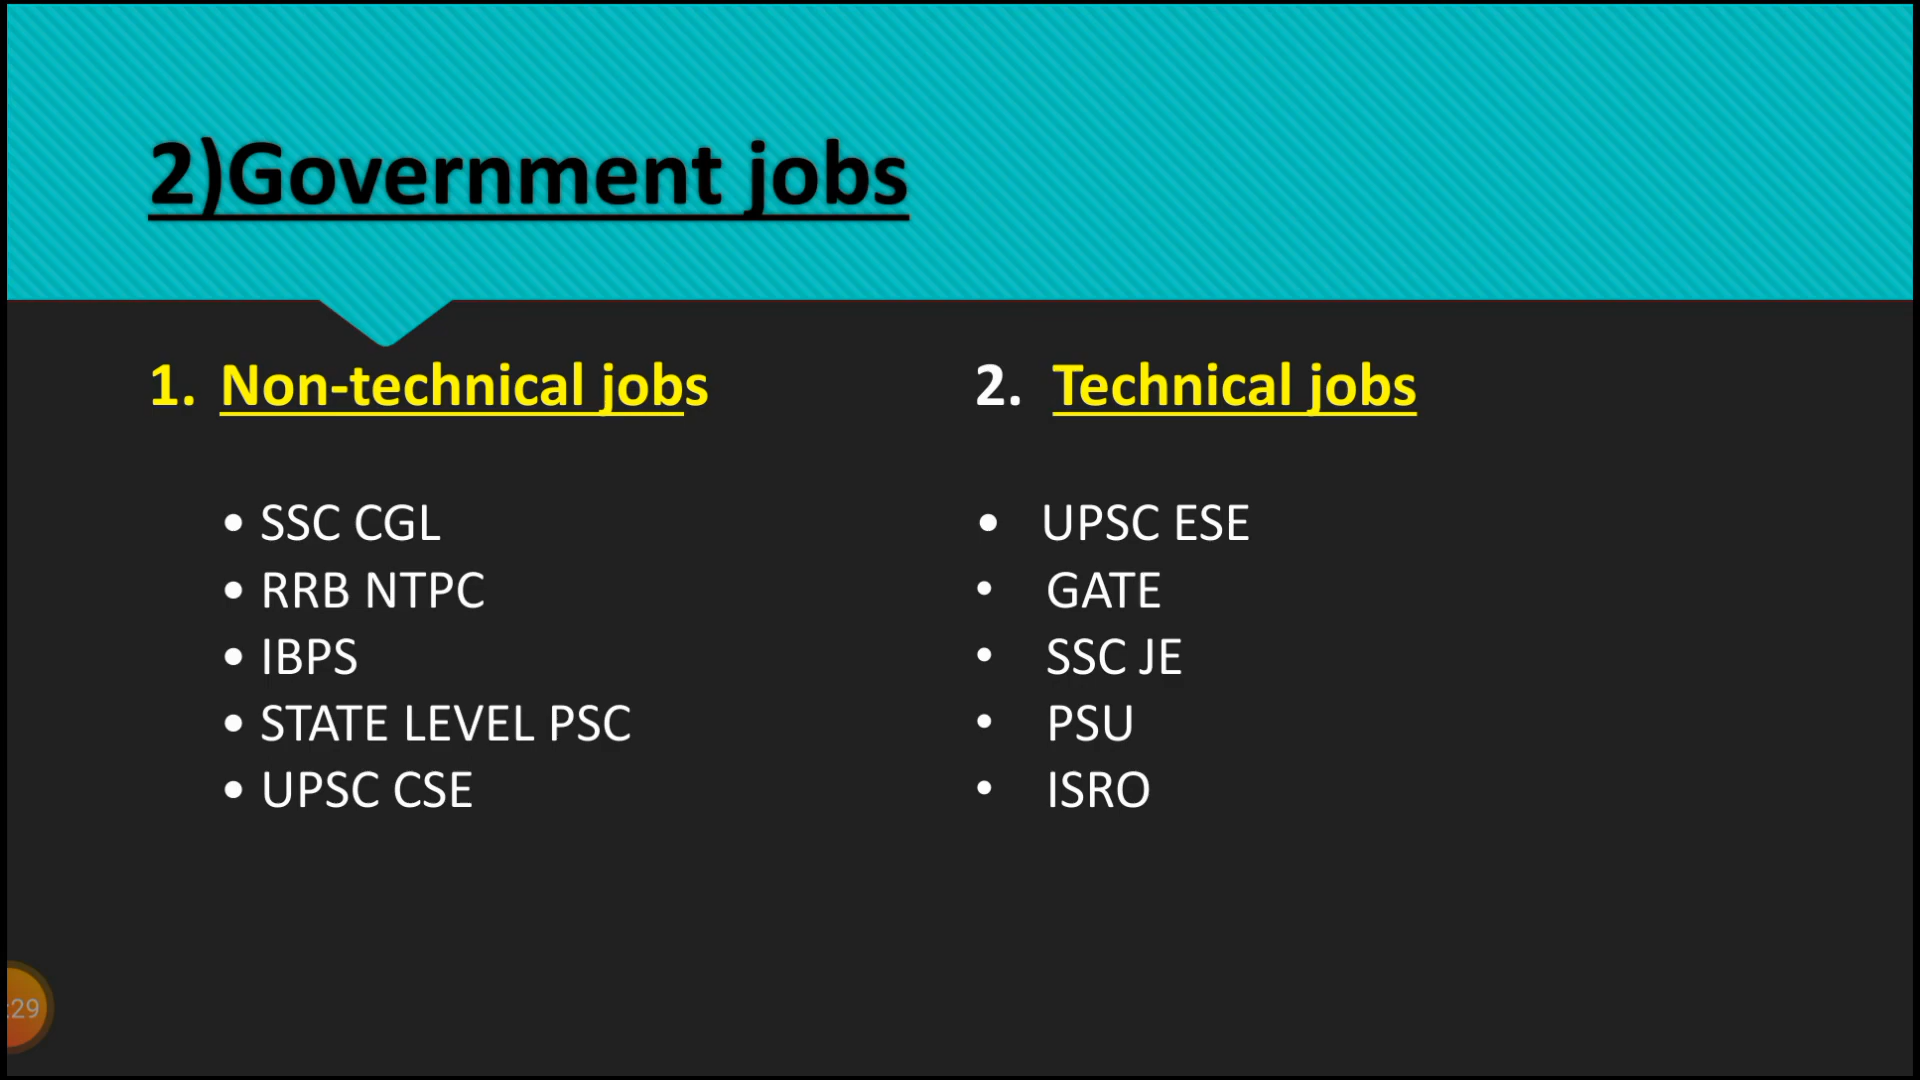 2)Government jobs
1. Non-technical jobs
• SSC CGL
• RRB NTPC
• IBPS
• STATE LEVEL PSC
• UPSC CSE
2. Technical jobs
• UPSC ESE
• GATE
• SSC JE
• PSU
• ISRO
:29